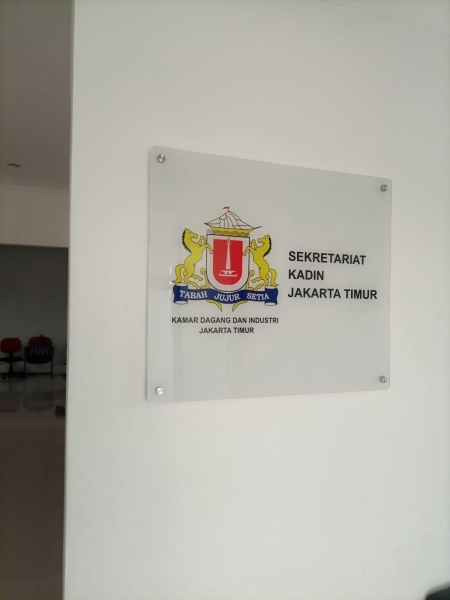 TABAH JUJUR SETIA
KAMAR DAGANG DAN INDUSTRI
JAKARTA TIMUR
SEKRETARIAT
KADIN
JAKARTA TIMUR